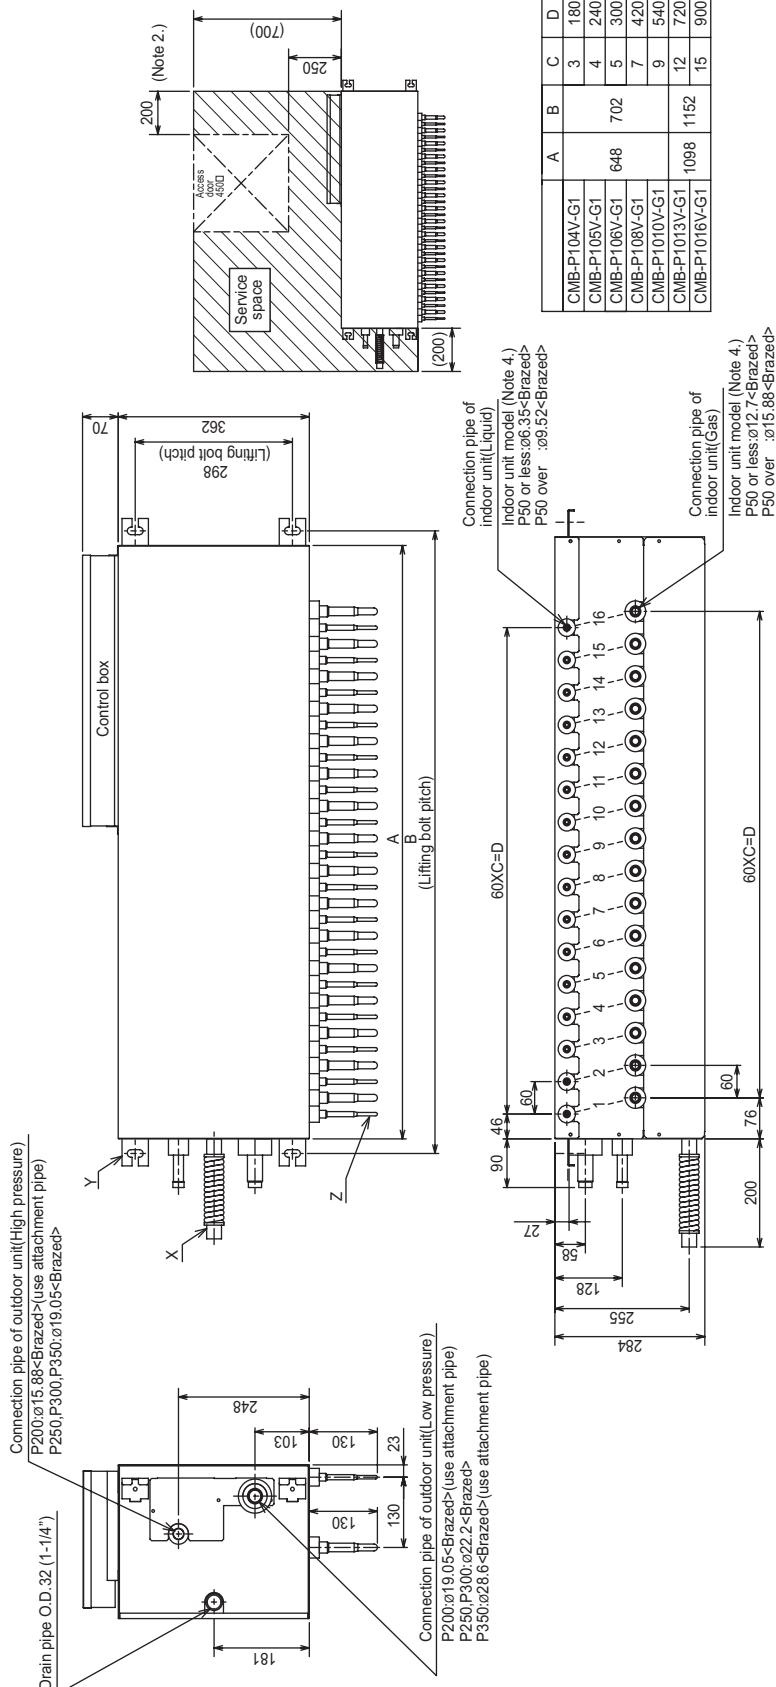 (700)
250
(Note 2.)
200
Access
door
450□
Service
space
(200)
A B C D
CMB-P104V-G1 648 702 3 180
CMB-P105V-G1 4 240
CMB-P106V-G1 5 300
CMB-P108V-G1 7 420
CMB-P1010V-G1 9 540
CMB-P1013V-G1 1098 1152 12 720
CMB-P1016V-G1 15 900
70
362
298
(Lifting bolt pitch)
Control box
A
B
(Lifting bolt pitch)
X
Y
Z
Connection pipe of
indoor unit(Liquid)
Indoor unit model (Note 4.)
P50 or less:ø6.35<Brazed>
P50 over :ø9.52<Brazed>
Connection pipe of
indoor unit(Gas)
Indoor unit model (Note 4.)
P50 or less:ø12.7<Brazed>
P50 over :ø15.88<Brazed>
60XC=D
1 2 3 4 5 6 7 8 9 10 11 12 13 14 15 16
60XC=D
60
46
90
60
76
200
27
58
128
255
284
Connection pipe of outdoor unit(High pressure)
P200:ø15.88<Brazed>(use attachment pipe)
P250,P300,P350:ø19.05<Brazed>
Drain pipe O.D.32 (1-1/4")
248
103
130
23
130
130
181
Connection pipe of outdoor unit(Low pressure)
P200:ø19.05<Brazed>(use attachment pipe)
P250,P300:ø22.2<Brazed>
P350:ø28.6<Brazed>(use attachment pipe)